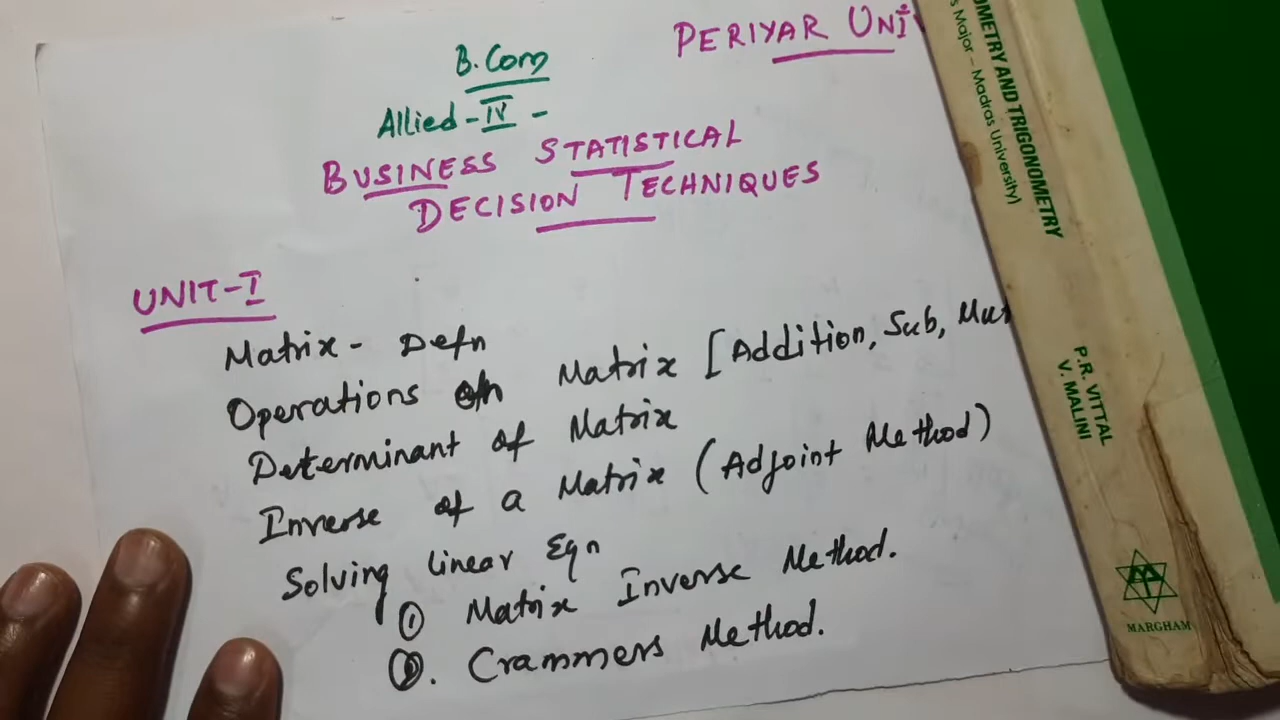 PERIYAR UNI
B.Com
Allied-IV -
BUSINESS STATISTICAL
DECISION TECHNIQUES
UNIT-I
Matrix - Defn
Operations on Matrix [Addition, Sub, Mut
Determinant of Matrix
Inverse of a Matrix (Adjoint Method)
Solving linear Eqn
① Matrix Inverse Method.
②. Crammers Method.
OMETRY AND TRIGONOMETRY
s Major – Madras University)
P.R. VITTAL
V. MALINI
MARGHAM